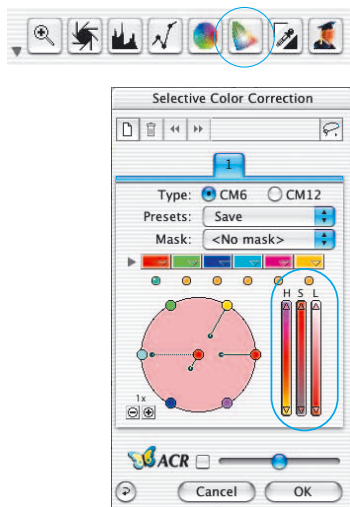 Selective Color Correction
1
Type: CM6 CM12
Presets: Save
Mask: <No mask>
H S L
1x
ACR
Cancel OK